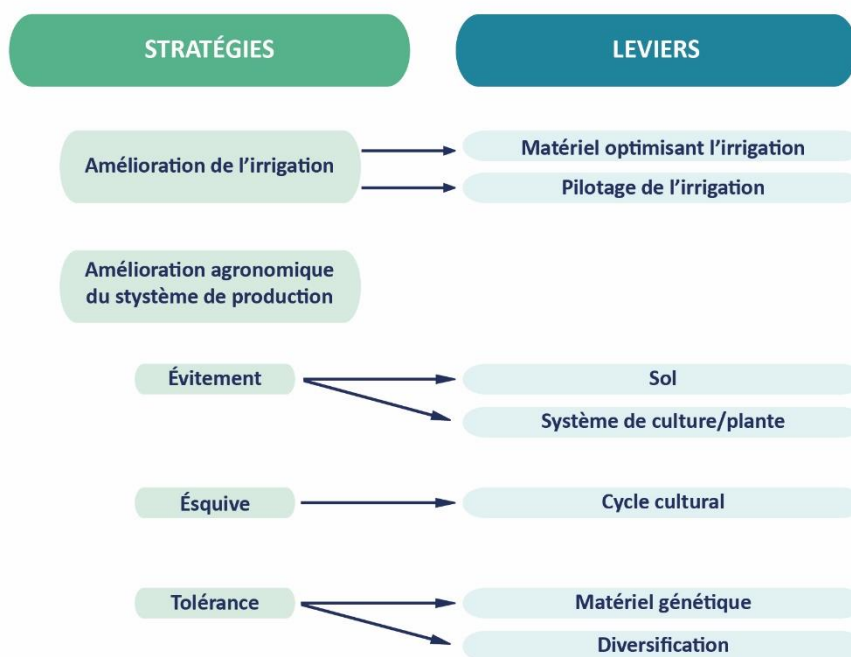 STRATÉGIES
LEVIERS
Amélioration de l'irrigation
Matériel optimisant l'irrigation
Pilotage de l'irrigation
Amélioration agronomique
du stystème de production
Évitement
Sol
Système de culture/plante
Ésquive
Cycle cultural
Tolérance
Matériel génétique
Diversification